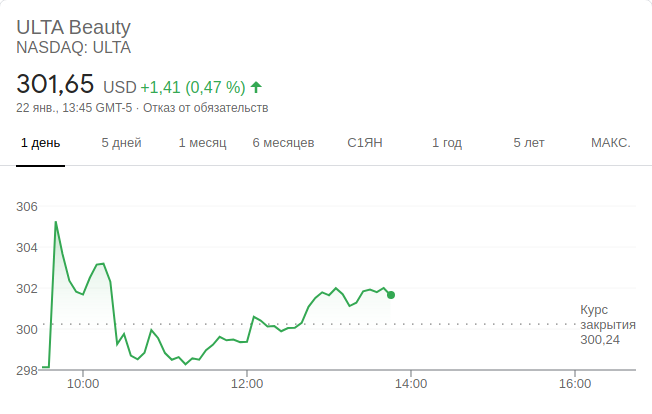 ULTA Beauty
NASDAQ: ULTA
301,65 USD +1,41 (0,47 %)
22 янв., 13:45 GMT-5 · Отказ от обязательств
1 день 5 дней 1 месяц 6 месяцев С1ЯН 1 год 5 лет МАКС.
306
304
302
300
298
Курс
закрытия
300,24
10:00 12:00 14:00 16:00